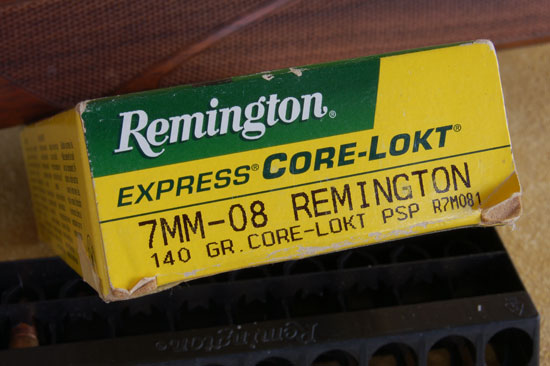 Remington®
EXPRESS® CORE-LOKT®
7MM-08 REMINGTON
140 GR. CORE-LOKT PSP R7M081
Remington